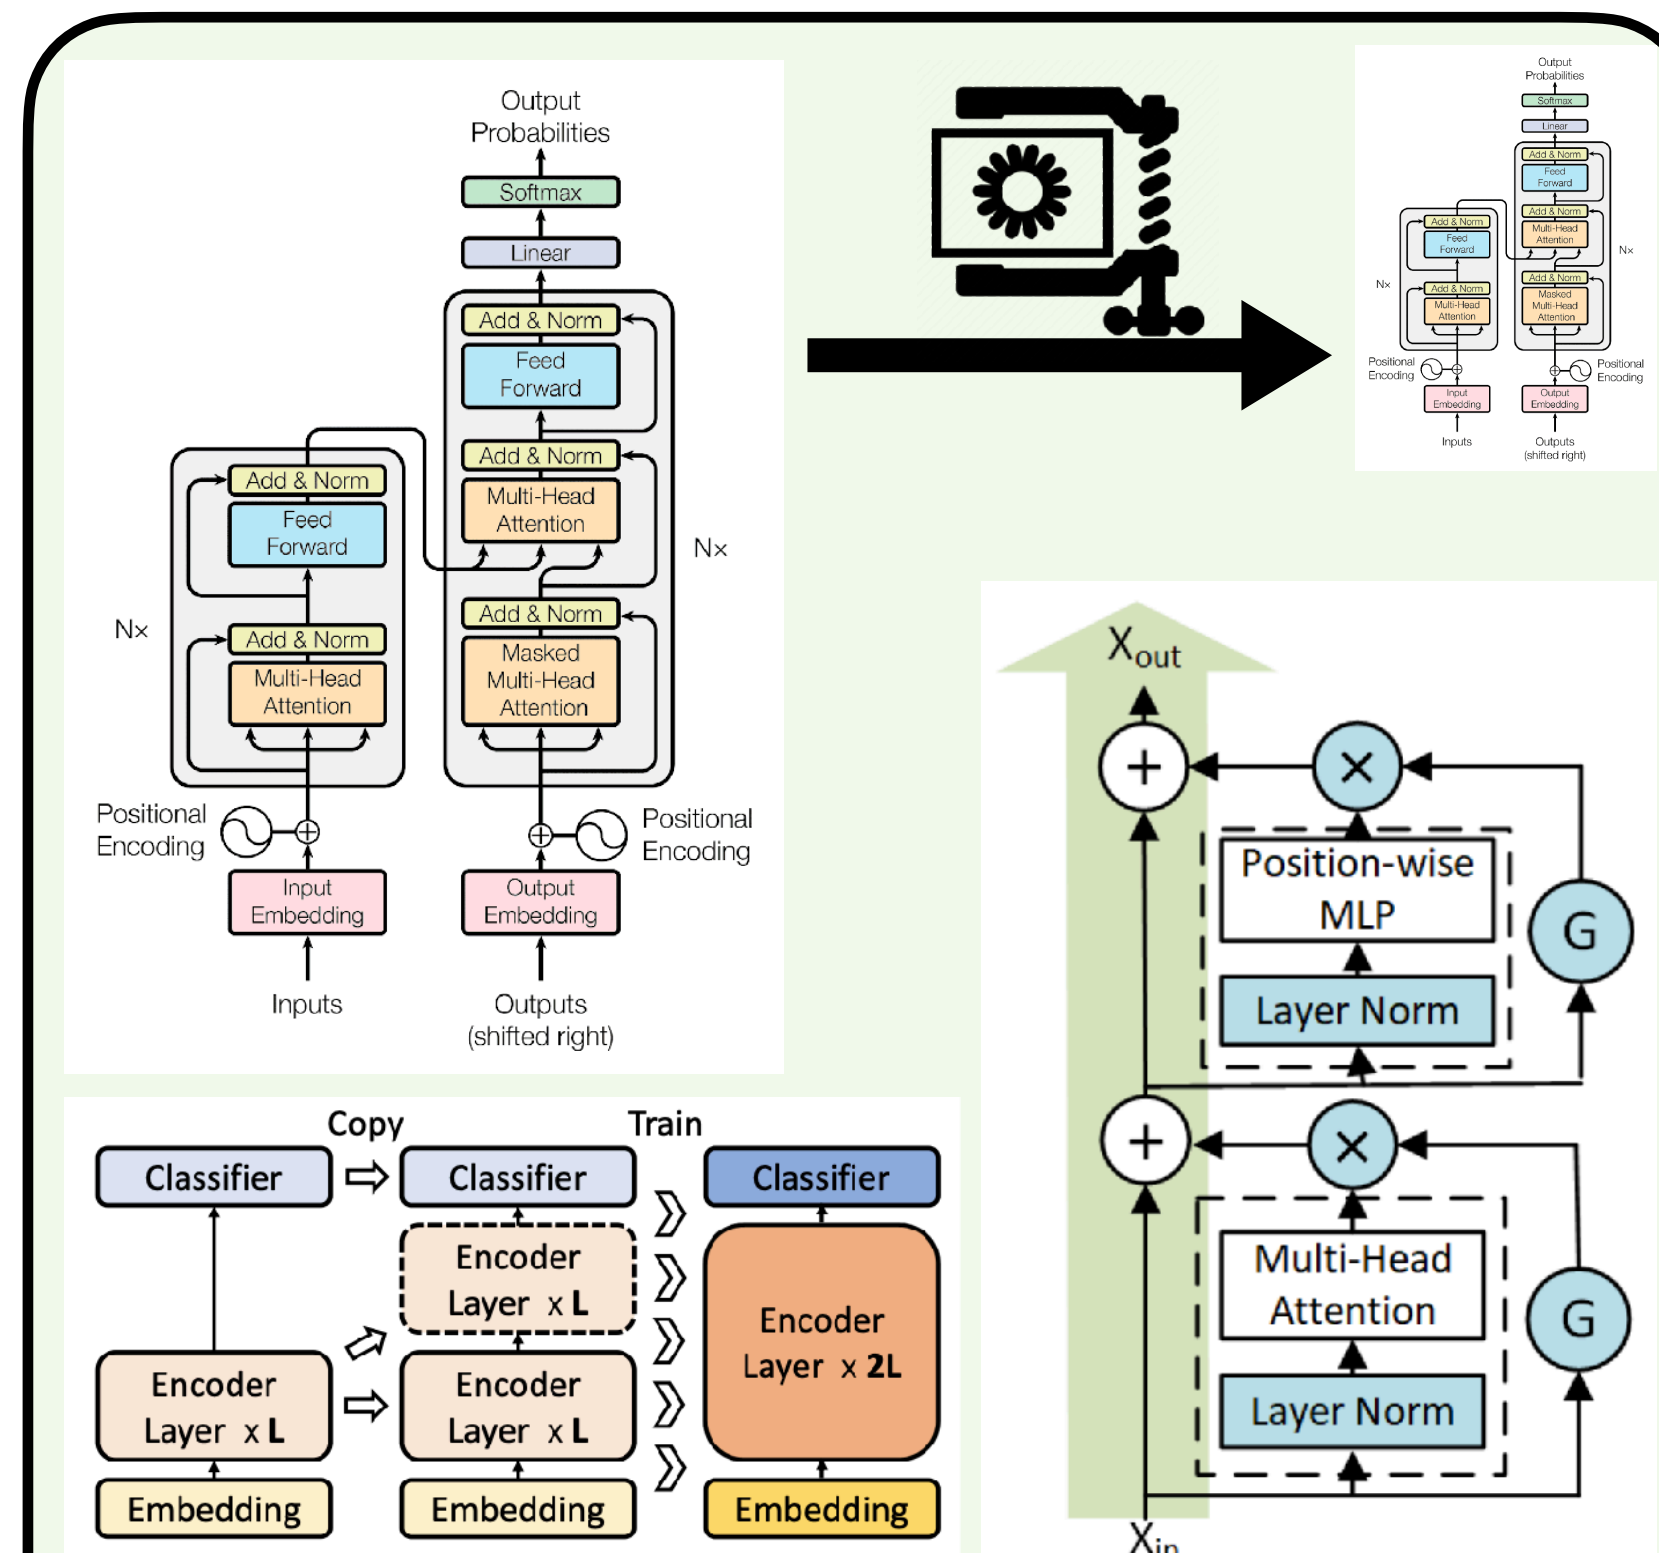 Output
Probabilities
Softmax
Linear
Add & Norm
Feed
Forward
Add & Norm
Multi-Head
Attention
Add & Norm
Masked
Multi-Head
Attention
Nx
Add & Norm
Feed
Forward
Add & Norm
Multi-Head
Attention
Nx
Positional
Encoding
Positional
Encoding
Input
Embedding
Output
Embedding
Inputs
Outputs
(shifted right)
Output
Probabilities
Softmax
Linear
Add & Norm
Feed
Forward
Add & Norm
Multi-Head
Attention
Add & Norm
Masked
Multi-Head
Attention
Nx
Add & Norm
Feed
Forward
Add & Norm
Multi-Head
Attention
Nx
Positional
Encoding
Positional
Encoding
Input
Embedding
Output
Embedding
Inputs
Outputs
(shifted right)
Copy
Train
Classifier
Classifier
Classifier
Encoder
Layer x L
Encoder
Layer x L
Encoder
Layer x L
Encoder
Layer x 2L
Embedding
Embedding
Embedding
Xout
+
×
Position-wise
MLP
G
Layer Norm
+
×
Multi-Head
Attention
G
Layer Norm
Xin